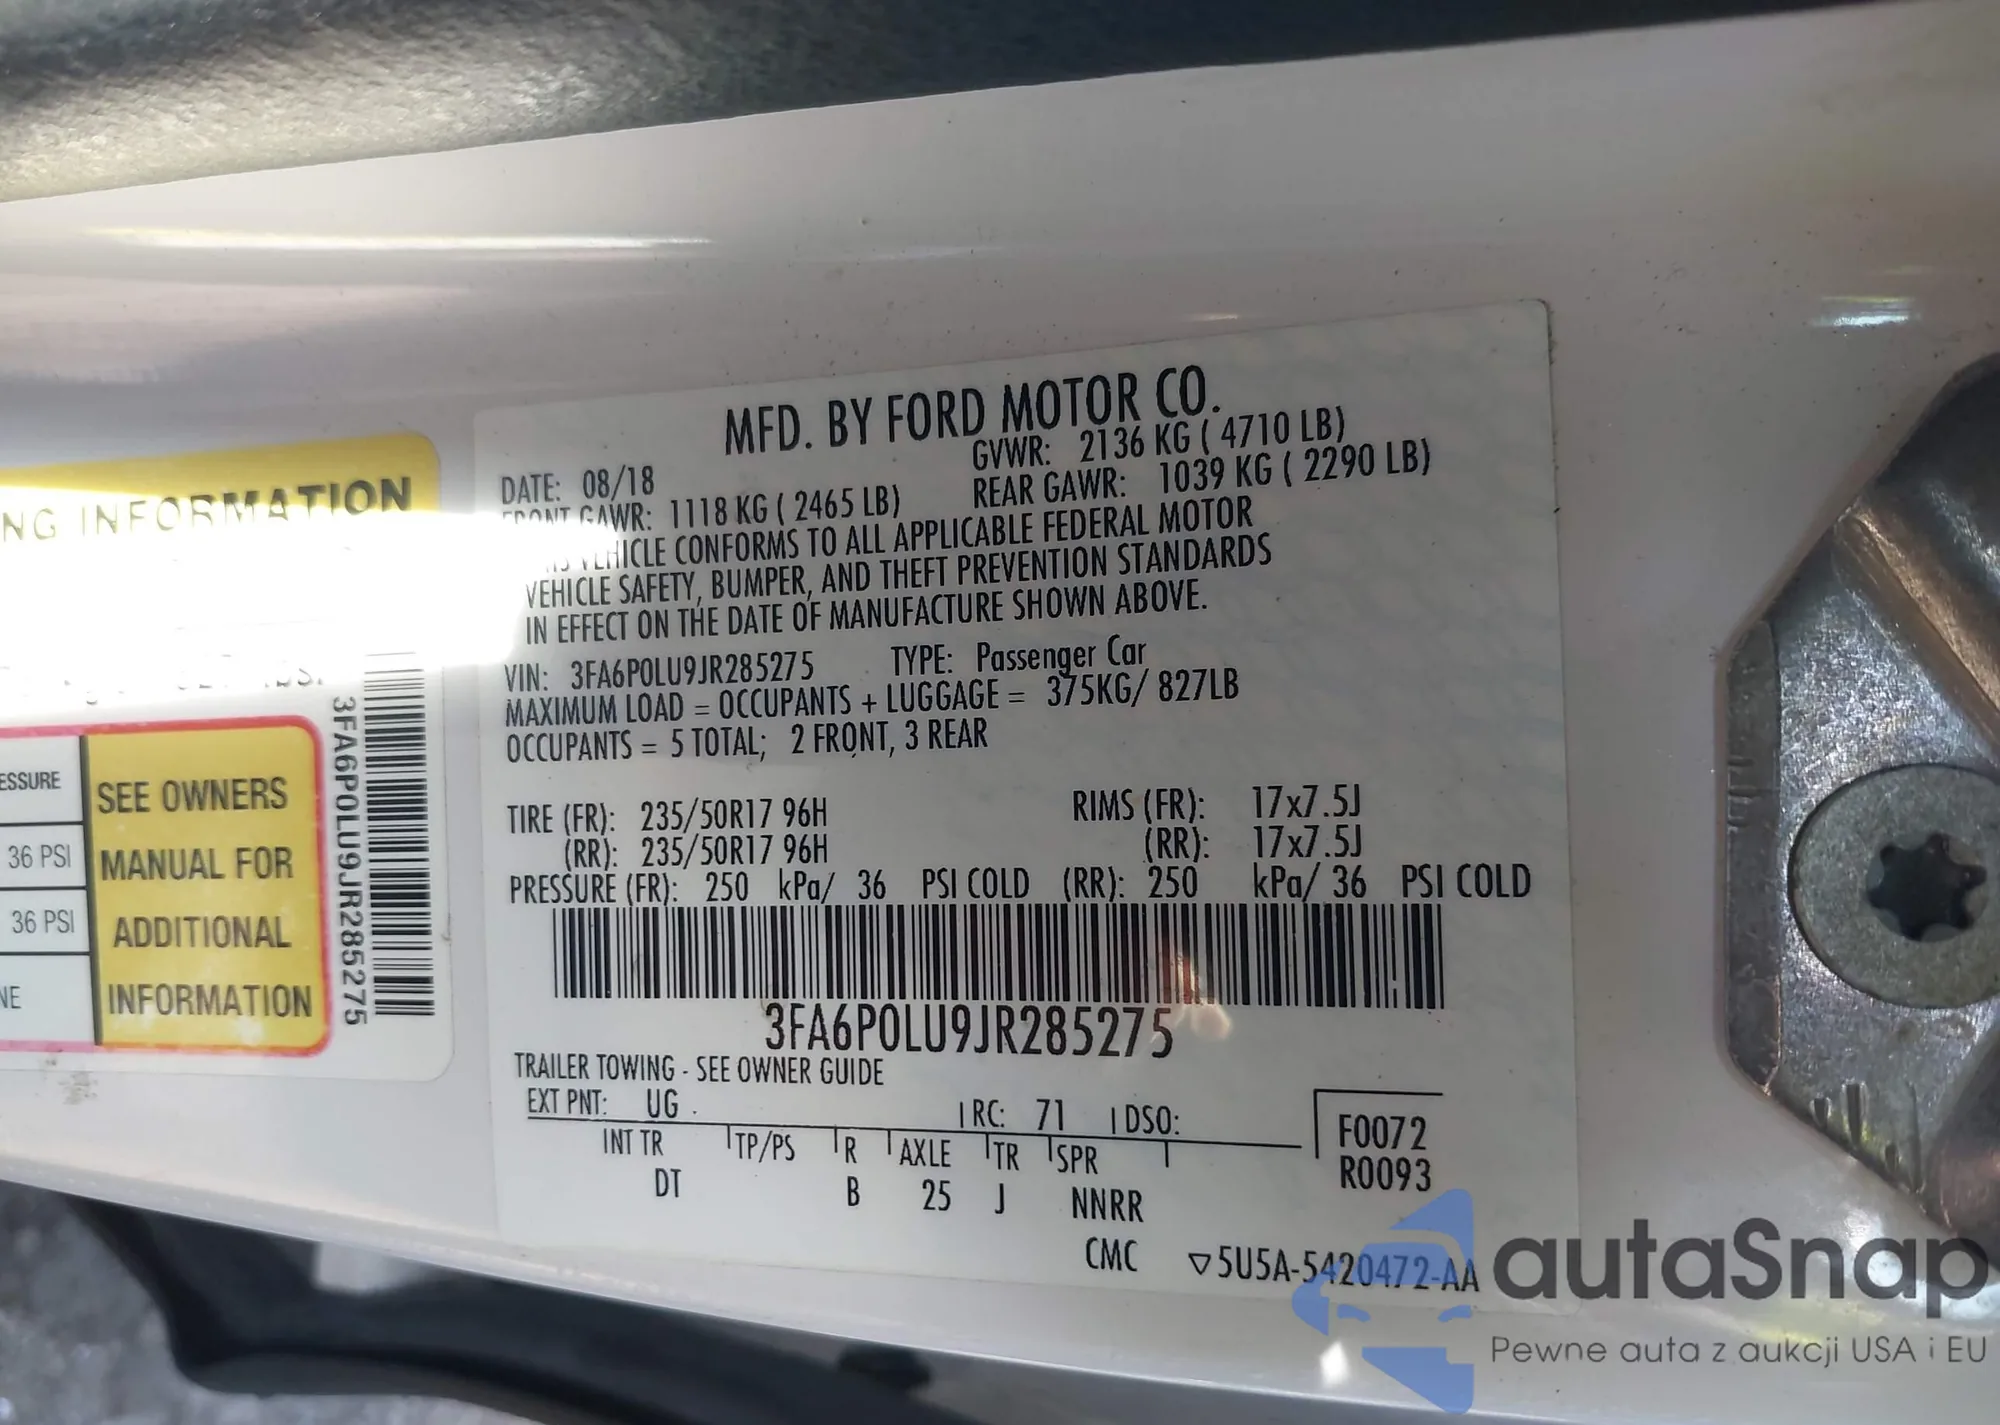 NG INFORMATION
3FA6P0LU9JR285275
ESSURE
36 PSI
36 PSI
NE
SEE OWNERS
MANUAL FOR
ADDITIONAL
INFORMATION
MFD. BY FORD MOTOR CO.
DATE: 08/18 GVWR: 2136 KG ( 4710 LB)
FRONT GAWR: 1118 KG ( 2465 LB) REAR GAWR: 1039 KG ( 2290 LB)
VEHICLE CONFORMS TO ALL APPLICABLE FEDERAL MOTOR
VEHICLE SAFETY, BUMPER, AND THEFT PREVENTION STANDARDS
IN EFFECT ON THE DATE OF MANUFACTURE SHOWN ABOVE.
VIN: 3FA6P0LU9JR285275 TYPE: Passenger Car
MAXIMUM LOAD = OCCUPANTS + LUGGAGE = 375KG/ 827LB
OCCUPANTS = 5 TOTAL; 2 FRONT, 3 REAR
TIRE (FR): 235/50R17 96H RIMS (FR): 17x7.5J
(RR): 235/50R17 96H (RR): 17x7.5J
PRESSURE (FR): 250 kPa/ 36 PSI COLD (RR): 250 kPa/ 36 PSI COLD
3FA6P0LU9JR285275
TRAILER TOWING - SEE OWNER GUIDE
EXT PNT: UG RC: 71 DSO:
INT TR TP/PS R AXLE TR SPR
DT B 25 J NNRR
CMC
F0072
R0093
▽5U5A-5420472-AA
autaSnap
Pewne auta z aukcji USA i EU